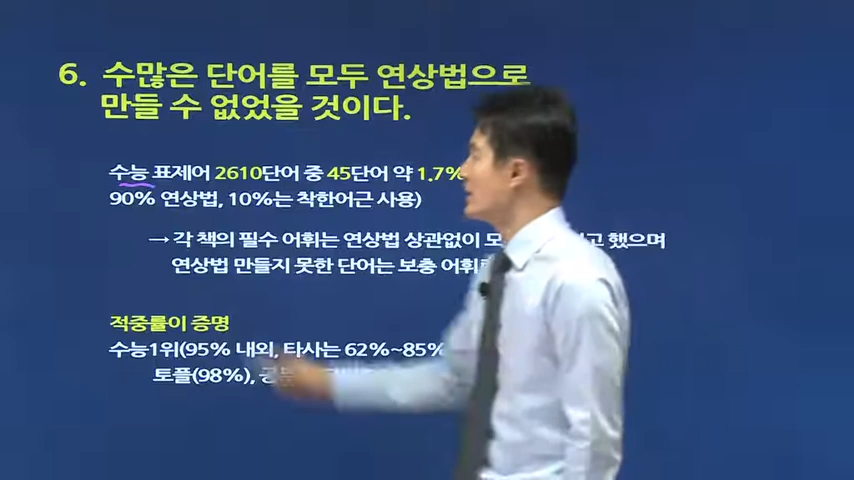 6. 수많은 단어를 모두 연상법으로
만들 수 없었을 것이다.
수능 표제어 2610단어 중 45단어 약 1.7%
90% 연상법, 10%는 착한어근 사용)
→ 각 책의 필수 어휘는 연상법 상관없이 했으며
연상법 만들지 못한 단어는 보충
적중률이 증명
수능1위(95% 내외, 타사는 62%~85%
토플(98%),